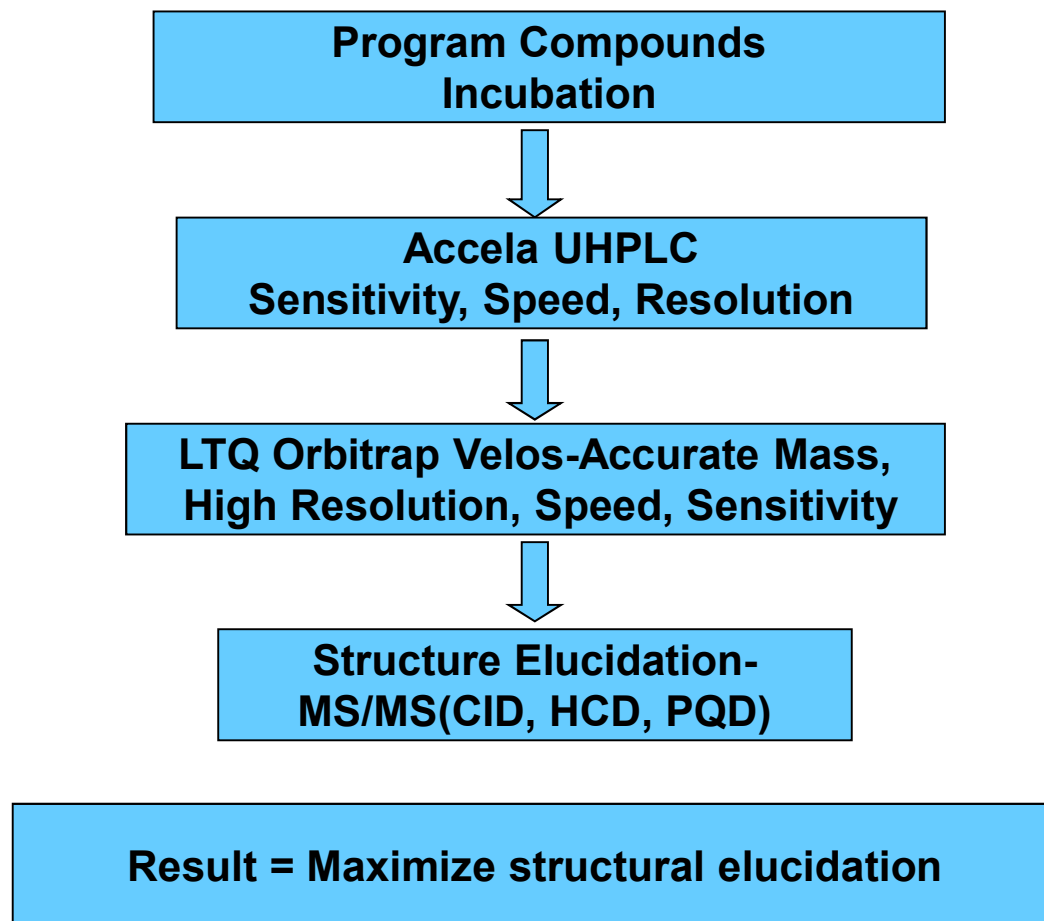 Program Compounds
Incubation
Accela UHPLC
Sensitivity, Speed, Resolution
LTQ Orbitrap Velos-Accurate Mass,
High Resolution, Speed, Sensitivity
Structure Elucidation-
MS/MS(CID, HCD, PQD)
Result = Maximize structural elucidation